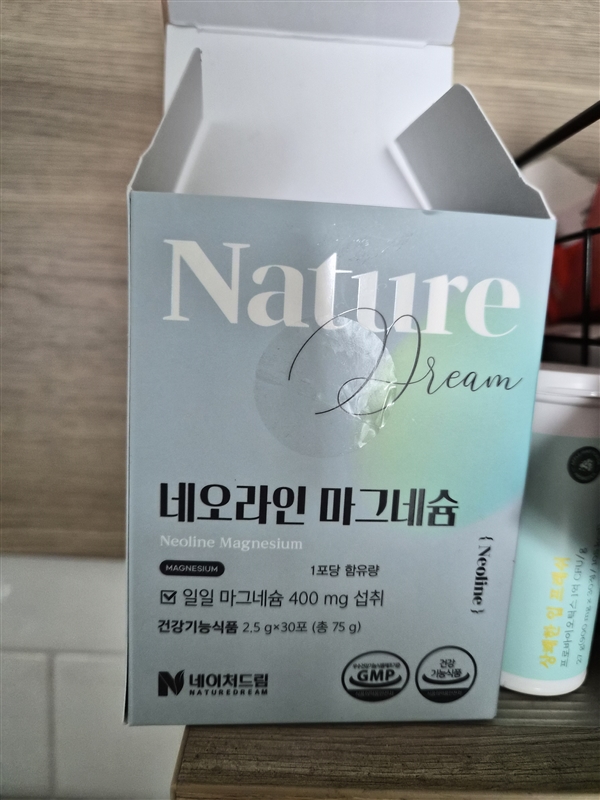 Nature
Dream
네오라인 마그네슘
Neoline Magnesium
{ Neoline }
MAGNESIUM
1포당 함유량
일일 마그네슘 400 mg 섭취
건강기능식품 2.5 g×30포 (총 75 g)
네이처드림
NATUREDREAM
GMP
건강
기능식품